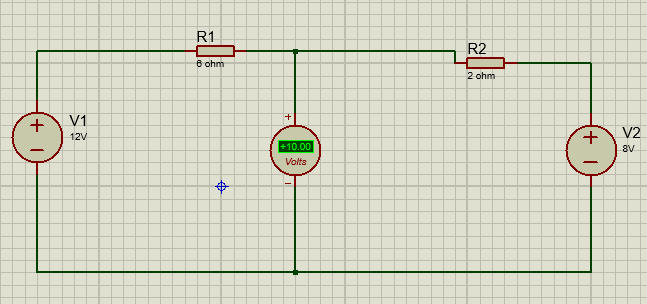 R1
6 ohm
R2
2 ohm
V1
12V
+
−
+
+10.00
Volts
−
V2
8V
+
−